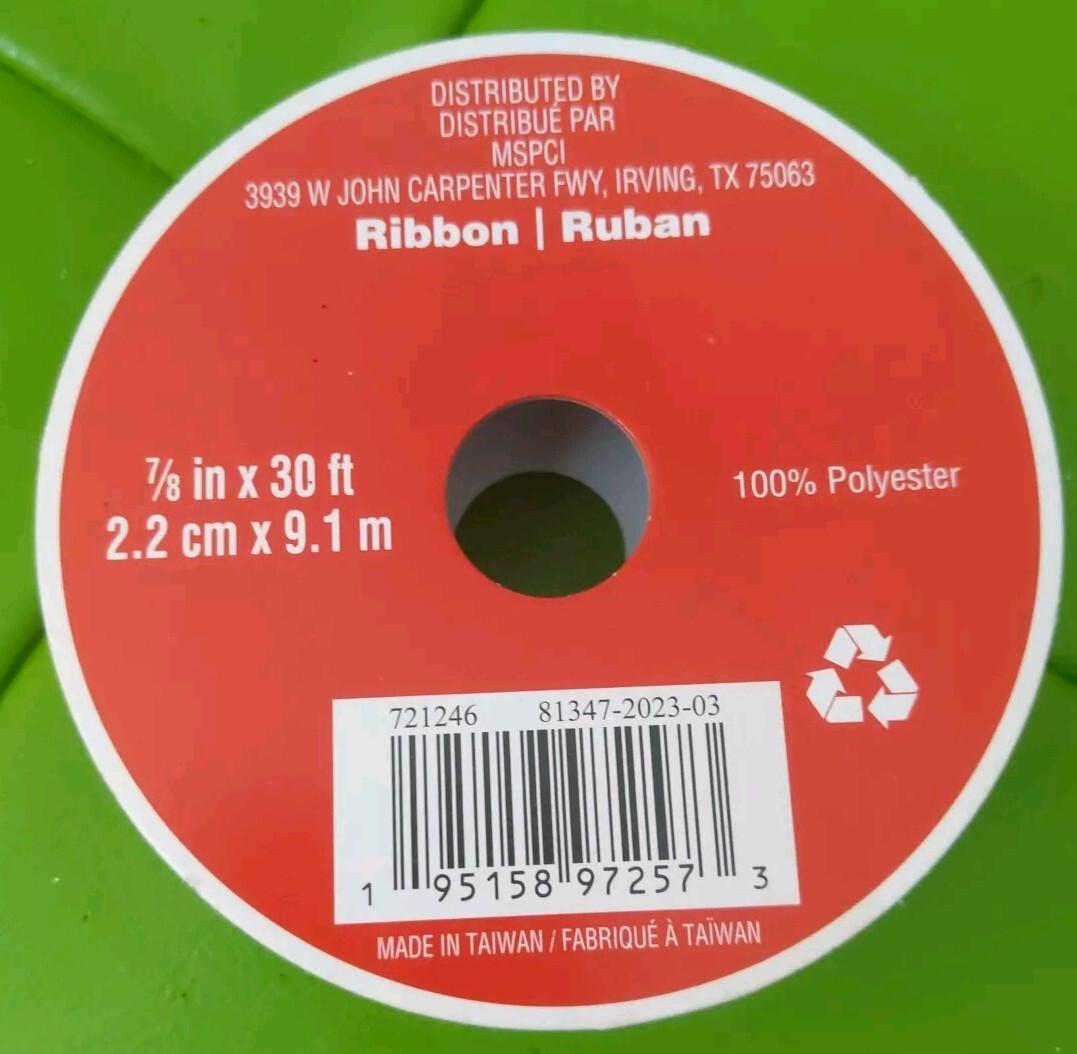 DISTRIBUTED BY
DISTRIBUÉ PAR
MSPCI
3939 W JOHN CARPENTER FWY, IRVING, TX 75063
Ribbon | Ruban
⅞ in x 30 ft
2.2 cm x 9.1 m
100% Polyester
721246 81347-2023-03
1 95158 97257 3
MADE IN TAIWAN / FABRIQUÉ À TAÏWAN